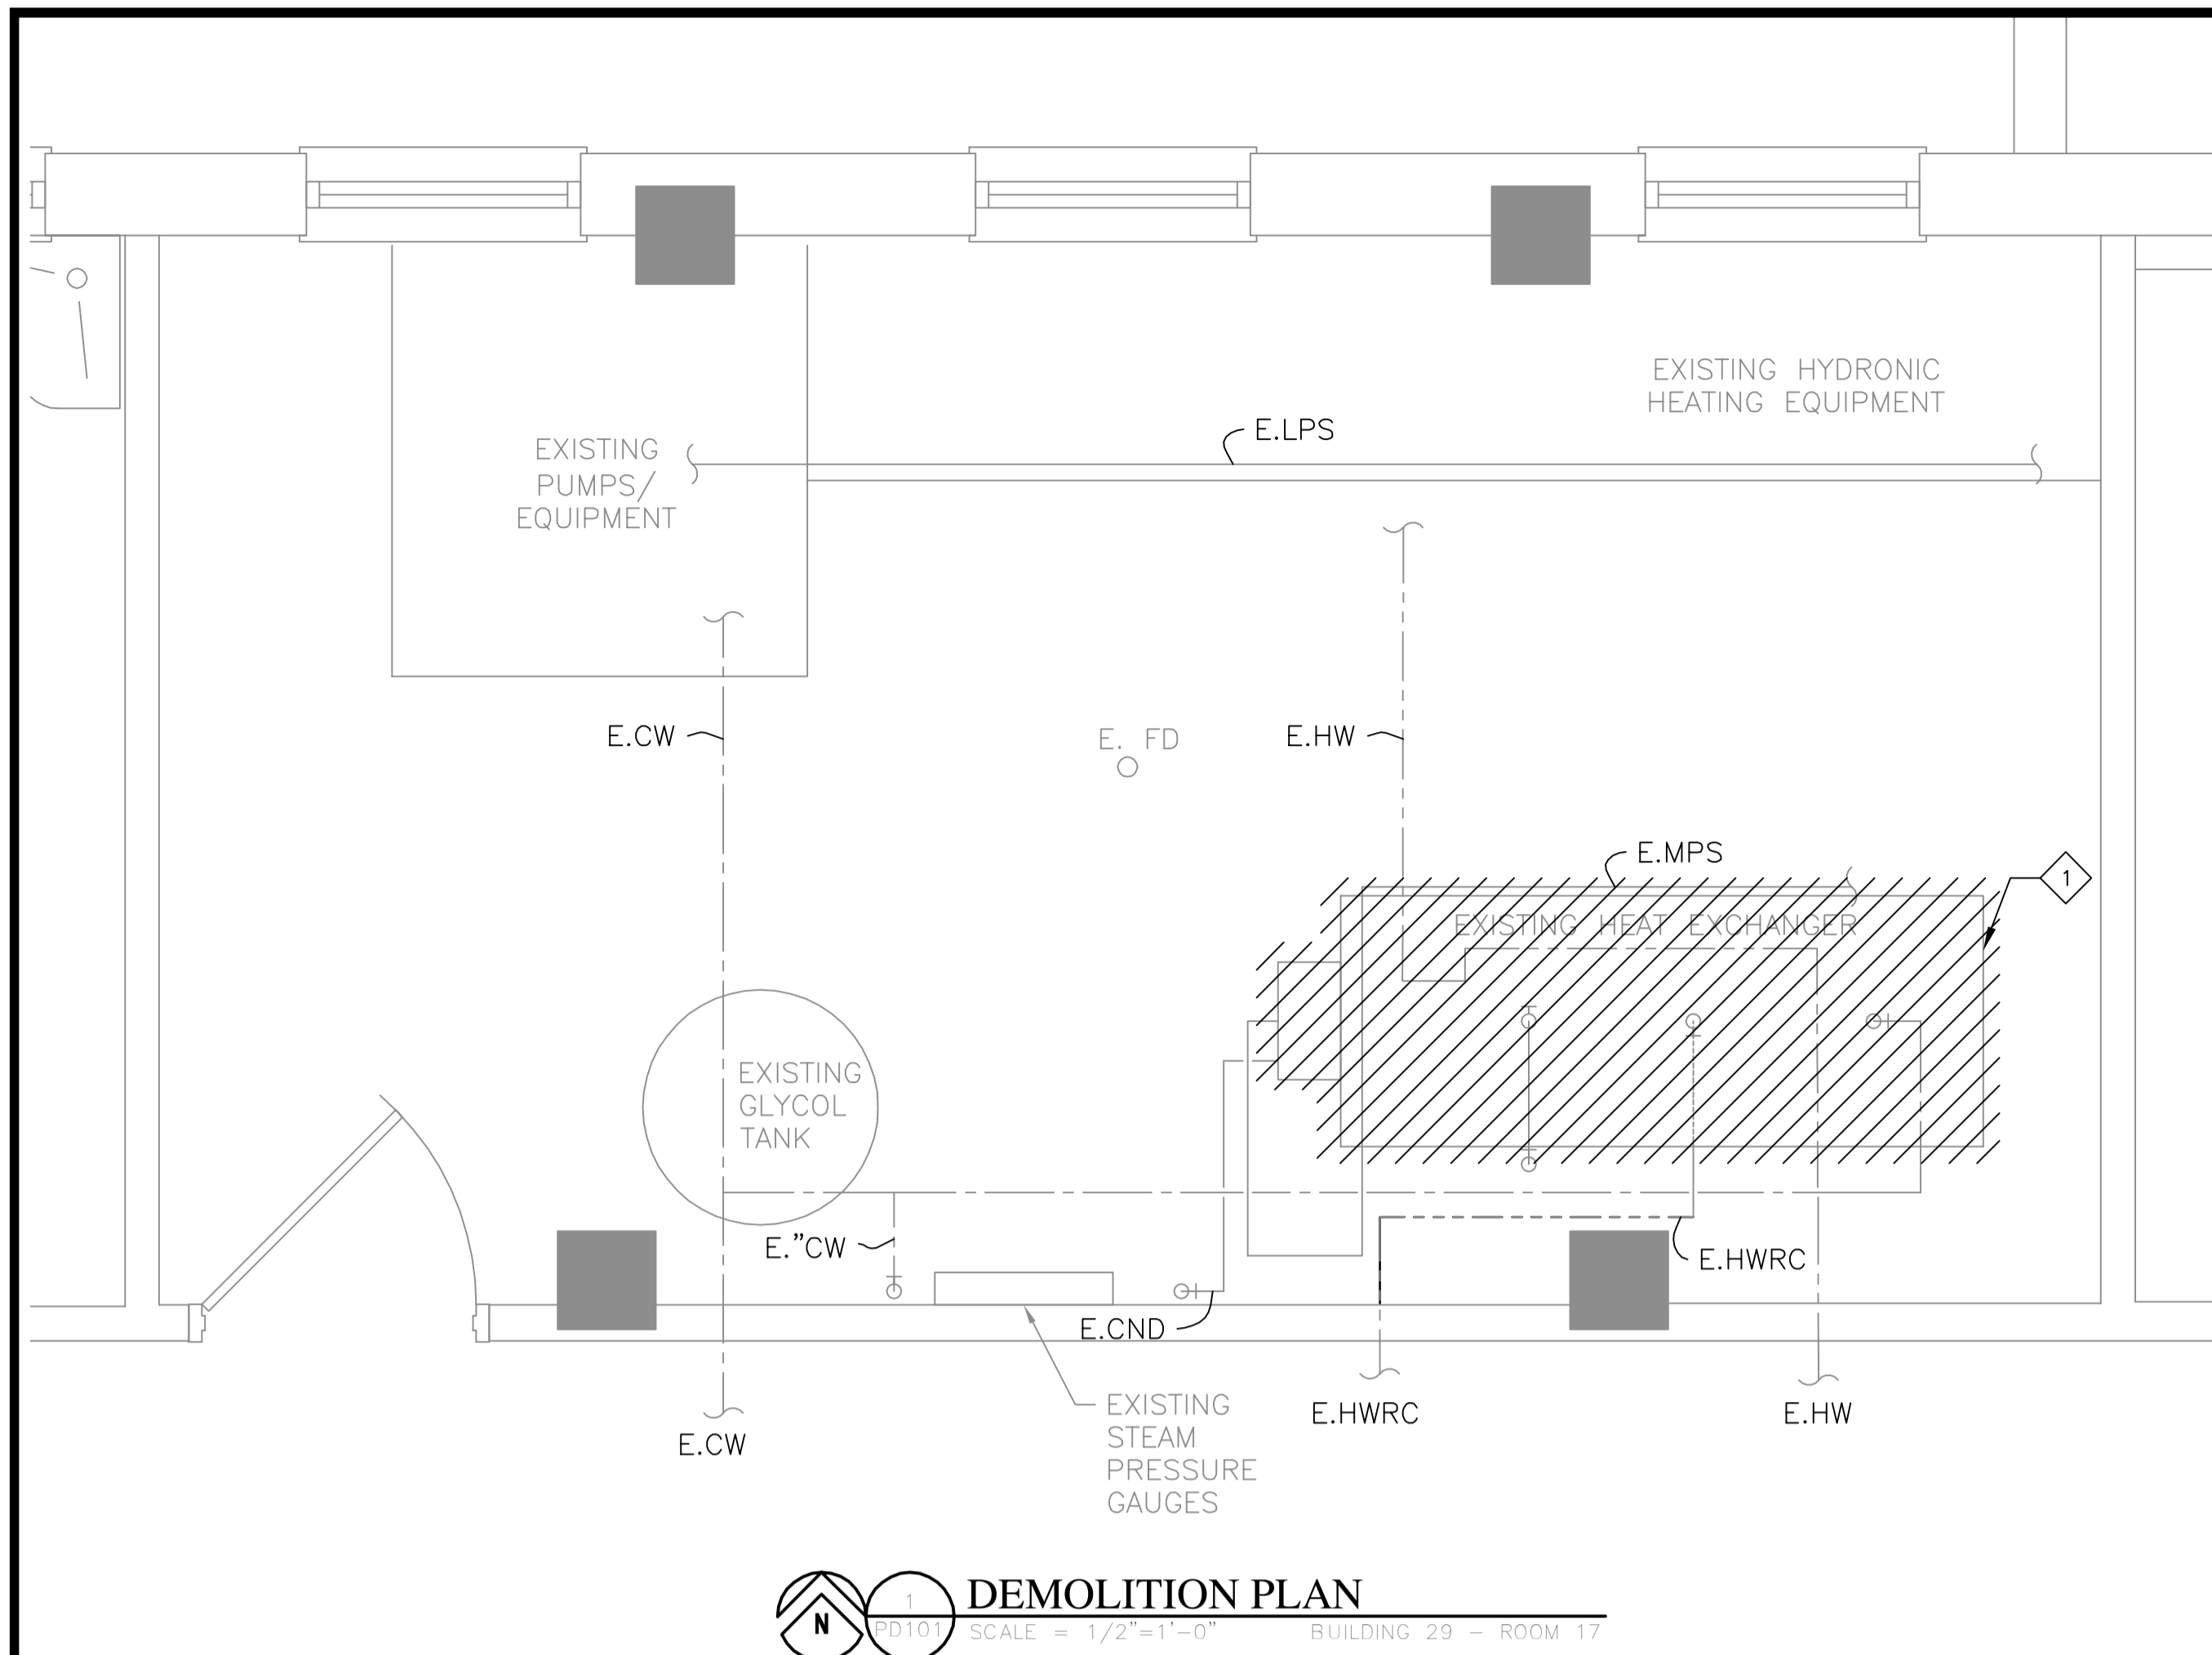 EXISTING HYDRONIC
HEATING EQUIPMENT
E.LPS
EXISTING
PUMPS/
EQUIPMENT
E.CW
E. FD
E.HW
E.MPS
1
EXISTING HEAT EXCHANGER
EXISTING
GLYCOL
TANK
E."CW
E.HWRC
E.CND
EXISTING
STEAM
PRESSURE
GAUGES
E.HWRC
E.HW
E.CW
N
1
PD101
DEMOLITION PLAN
SCALE = 1/2"=1'-0"
BUILDING 29 - ROOM 17